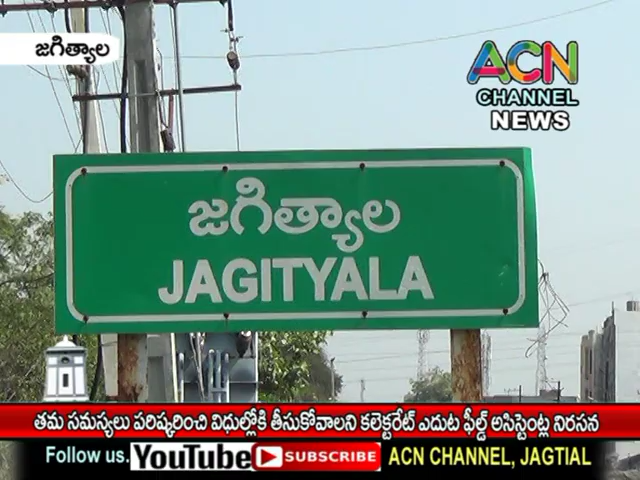 జగిత్యాల
ACN
CHANNEL
NEWS
జగిత్యాల
JAGITYALA
తమ సమస్యలు పరిష్కరించి విధుల్లోకి తీసుకోవాలని కలెక్టరేట్ ఎదుట ఫీల్డ్ అసిస్టెంట్ల నిరసన
Follow us. YouTube SUBSCRIBE ACN CHANNEL, JAGTIAL